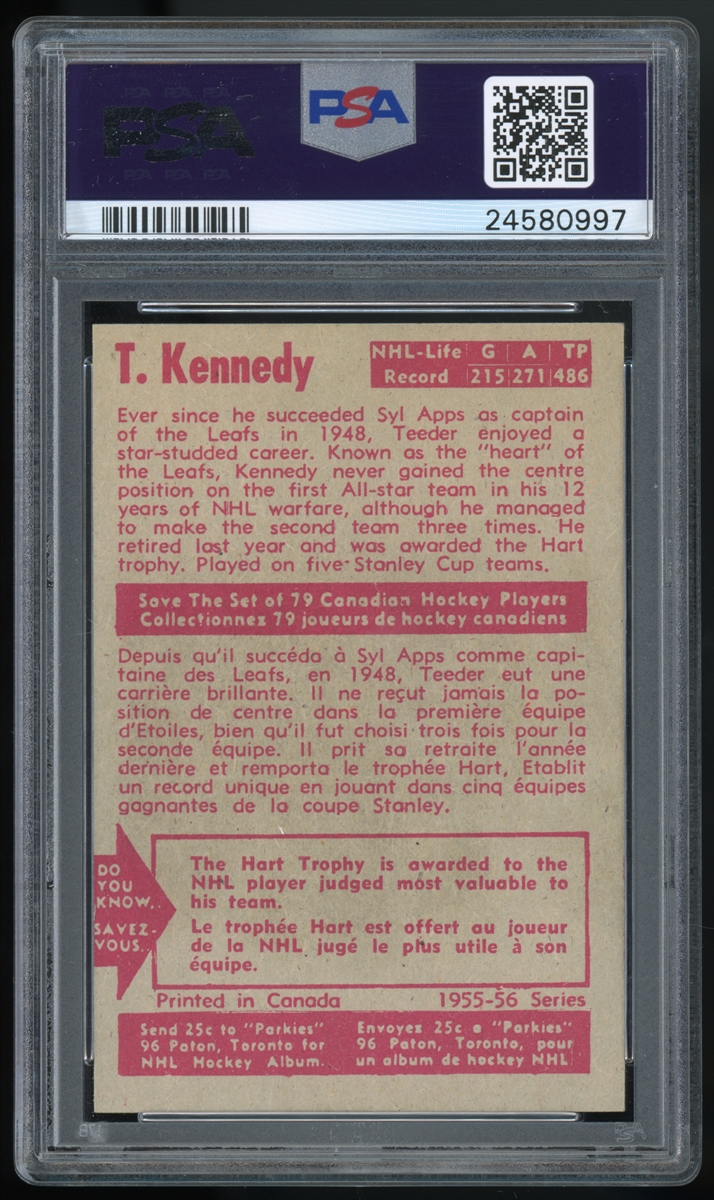 PSA PSA PSA
PSA
PSA PSA PSA
PSA
24580997
T. Kennedy
NHL-Life G A TP
Record 215 271 486
Ever since he succeeded Syl Apps as captain
of the Leafs in 1948, Teeder enjoyed a
star-studded career. Known as the "heart" of
the Leafs, Kennedy never gained the centre
position on the first All-star team in his 12
years of NHL warfare, although he managed
to make the second team three times. He
retired last year and was awarded the Hart
trophy. Played on five Stanley Cup teams.
Save The Set of 79 Canadian Hockey Players
Collectionnez 79 joueurs de hockey canadiens
Depuis qu'il succéda à Syl Apps comme capi-
taine des Leafs, en 1948, Teeder eut une
carrière brillante. Il ne reçut jamais la po-
sition de centre dans la première équipe
d'Etoiles, bien qu'il fut choisi trois fois pour la
seconde équipe. Il prit sa retraite l'année
dernière et remporta le trophée Hart, Etablit
un record unique en jouant dans cinq équipes
gagnantes de la coupe Stanley.
DO
YOU
KNOW..
SAVEZ-
VOUS..
The Hart Trophy is awarded to the
NHL player judged most valuable to
his team.
Le trophée Hart est offert au joueur
de la NHL jugé le plus utile à son
équipe.
Printed in Canada 1955-56 Series
Send 25c to "Parkies"
96 Paton, Toronto for
NHL Hockey Album.
Envoyez 25c a "Parkies"
96 Paton, Toronto, pour
un album de hockey NHL
PSA